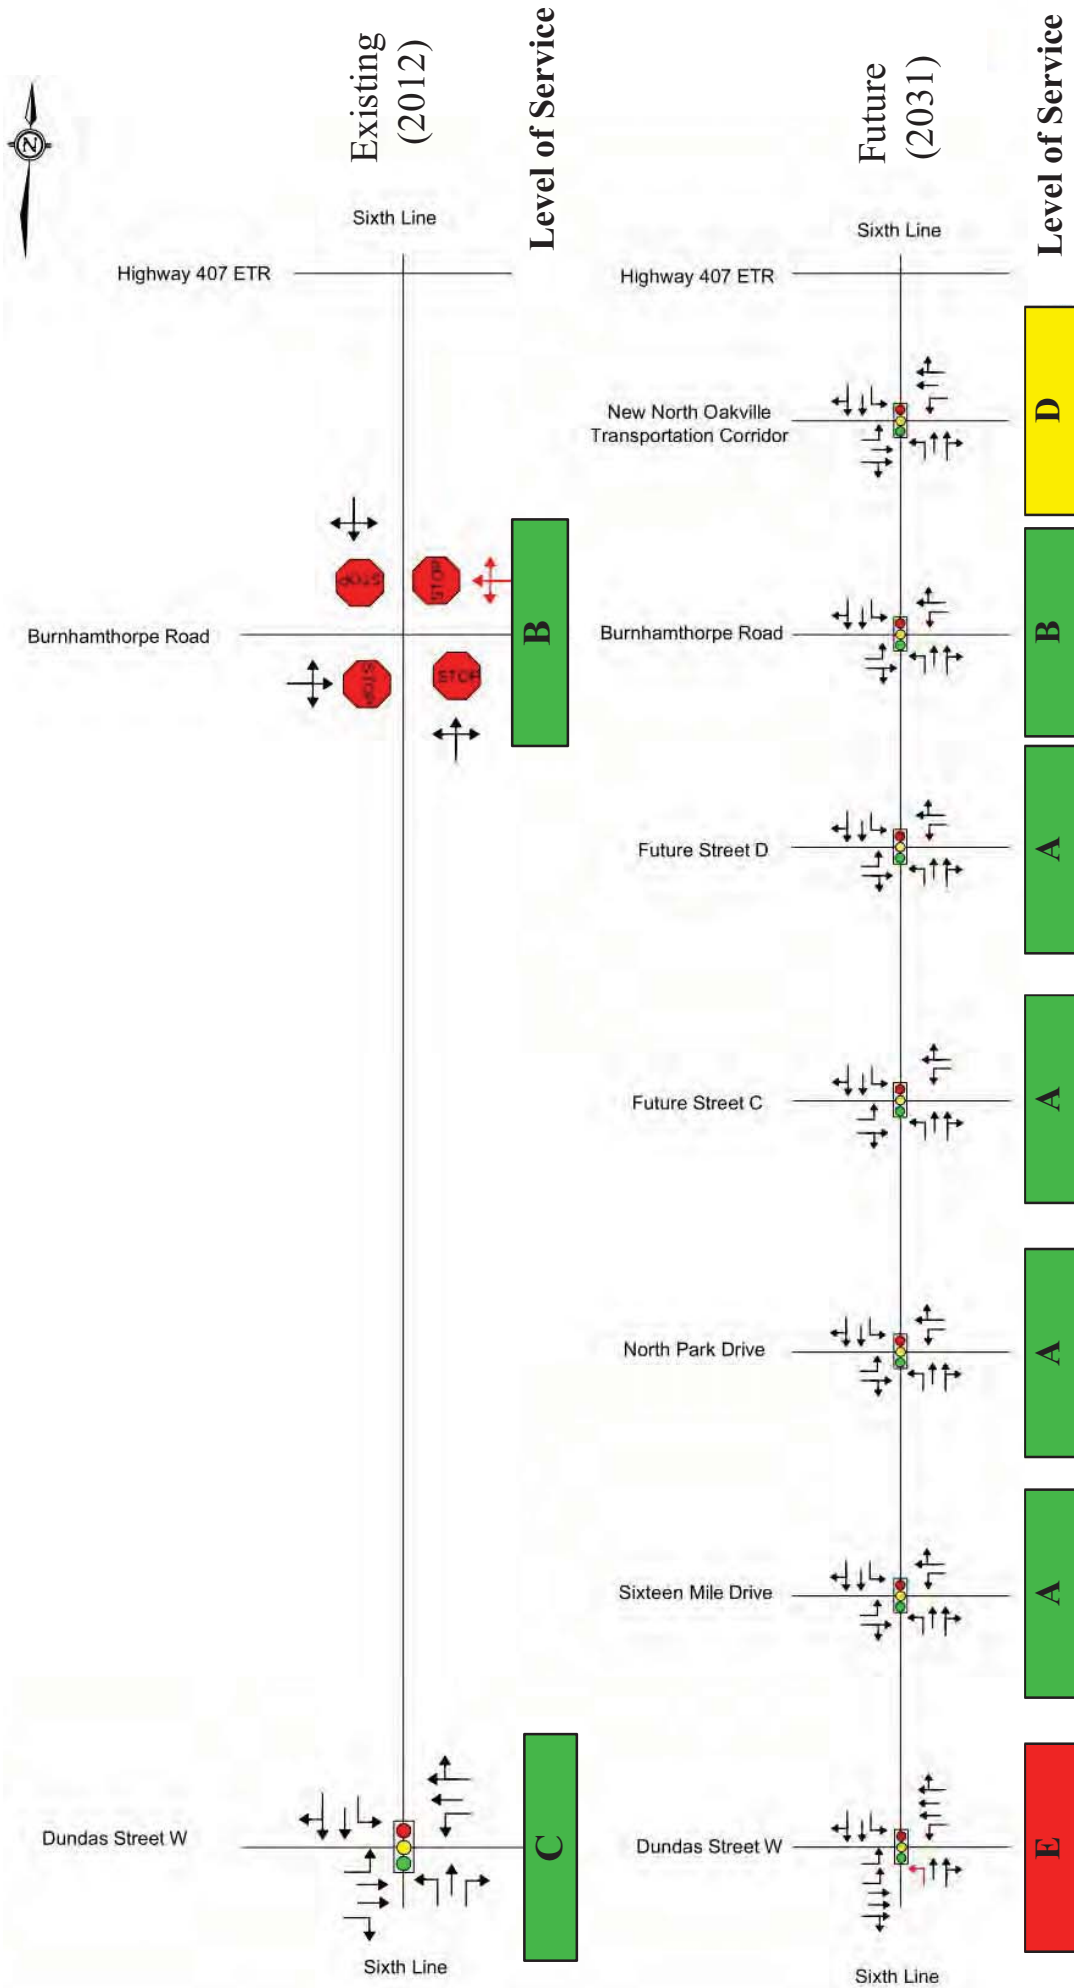 N
Existing
(2012)
Level of Service
Sixth Line
Highway 407 ETR
Burnhamthorpe Road
STOP
STOP
STOP
STOP
B
Dundas Street W
C
Sixth Line
Future
(2031)
Level of Service
Sixth Line
Highway 407 ETR
New North Oakville
Transportation Corridor
D
Burnhamthorpe Road
B
Future Street D
A
Future Street C
A
North Park Drive
A
Sixteen Mile Drive
A
Dundas Street W
E
Sixth Line